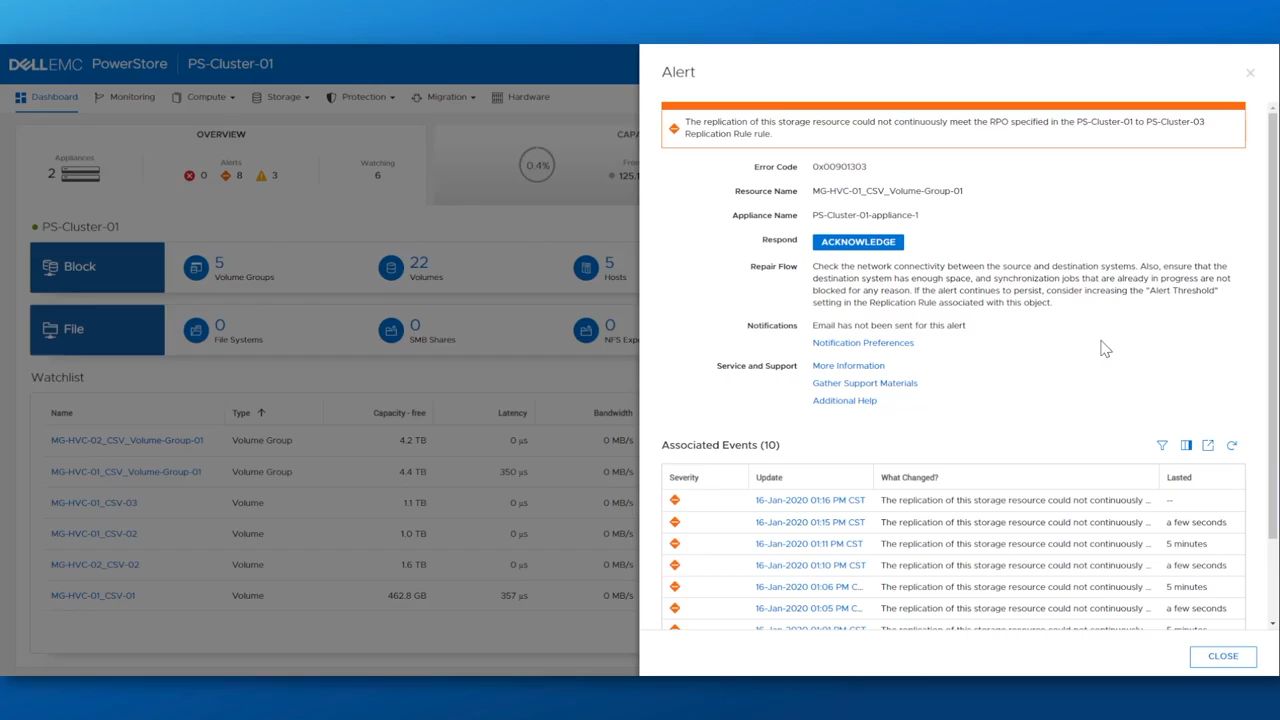 DELL EMC PowerStore PS-Cluster-01
Dashboard Monitoring Compute Storage Protection Migration Hardware
OVERVIEW
Appliances
2
Alerts
0 8 3
Watching
6
0.4%
PS-Cluster-01
Block
5
Volume Groups
22
Volumes
5
Hosts
File
0
File Systems
0
SMB Shares
0
Watchlist
Name Type Capacity - free Latency Bandwidth
MG-HVC-02_CSV_Volume-Group-01 Volume Group 4.2 TB 0 µs 0 MB/s
MG-HVC-01_CSV_Volume-Group-01 Volume Group 4.4 TB 350 µs 0 MB/s
MG-HVC-01_CSV-03 Volume 1.1 TB 0 µs 0 MB/s
MG-HVC-01_CSV-02 Volume 1.0 TB 0 µs 0 MB/s
MG-HVC-02_CSV-02 Volume 1.6 TB 0 µs 0 MB/s
MG-HVC-01_CSV-01 Volume 462.8 GB 357 µs 0 MB/s
Alert
The replication of this storage resource could not continuously meet the RPO specified in the PS-Cluster-01 to PS-Cluster-03
Replication Rule rule.
Error Code 0x00901303
Resource Name MG-HVC-01_CSV_Volume-Group-01
Appliance Name PS-Cluster-01-appliance-1
Respond ACKNOWLEDGE
Repair Flow Check the network connectivity between the source and destination systems. Also, ensure that the
destination system has enough space, and synchronization jobs that are already in progress are not
blocked for any reason. If the alert continues to persist, consider increasing the "Alert Threshold"
setting in the Replication Rule associated with this object.
Notifications Email has not been sent for this alert
Notification Preferences
Service and Support More Information
Gather Support Materials
Additional Help
Associated Events (10)
Severity Update What Changed? Lasted
16-Jan-2020 01:16 PM CST The replication of this storage resource could not continuously ... --
16-Jan-2020 01:15 PM CST The replication of this storage resource could not continuously ... a few seconds
16-Jan-2020 01:11 PM CST The replication of this storage resource could not continuously ... 5 minutes
16-Jan-2020 01:10 PM CST The replication of this storage resource could not continuously ... a few seconds
16-Jan-2020 01:06 PM C... The replication of this storage resource could not continuously ... 5 minutes
16-Jan-2020 01:05 PM C... The replication of this storage resource could not continuously ... a few seconds
16-Jan-2020 01:01 PM CST The replication of this storage resource could not continuously ... 5 minutes
CLOSE